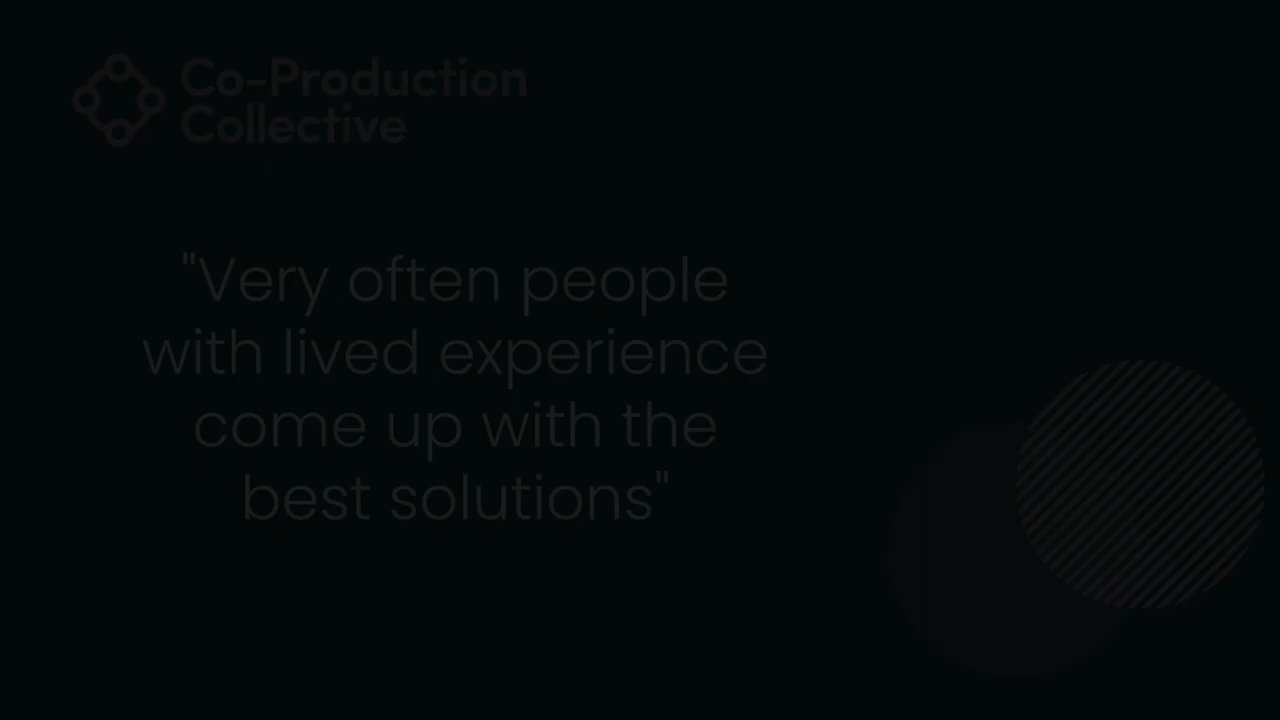 Co-Production
Collective
"Very often people
with lived experience
come up with the
best solutions"